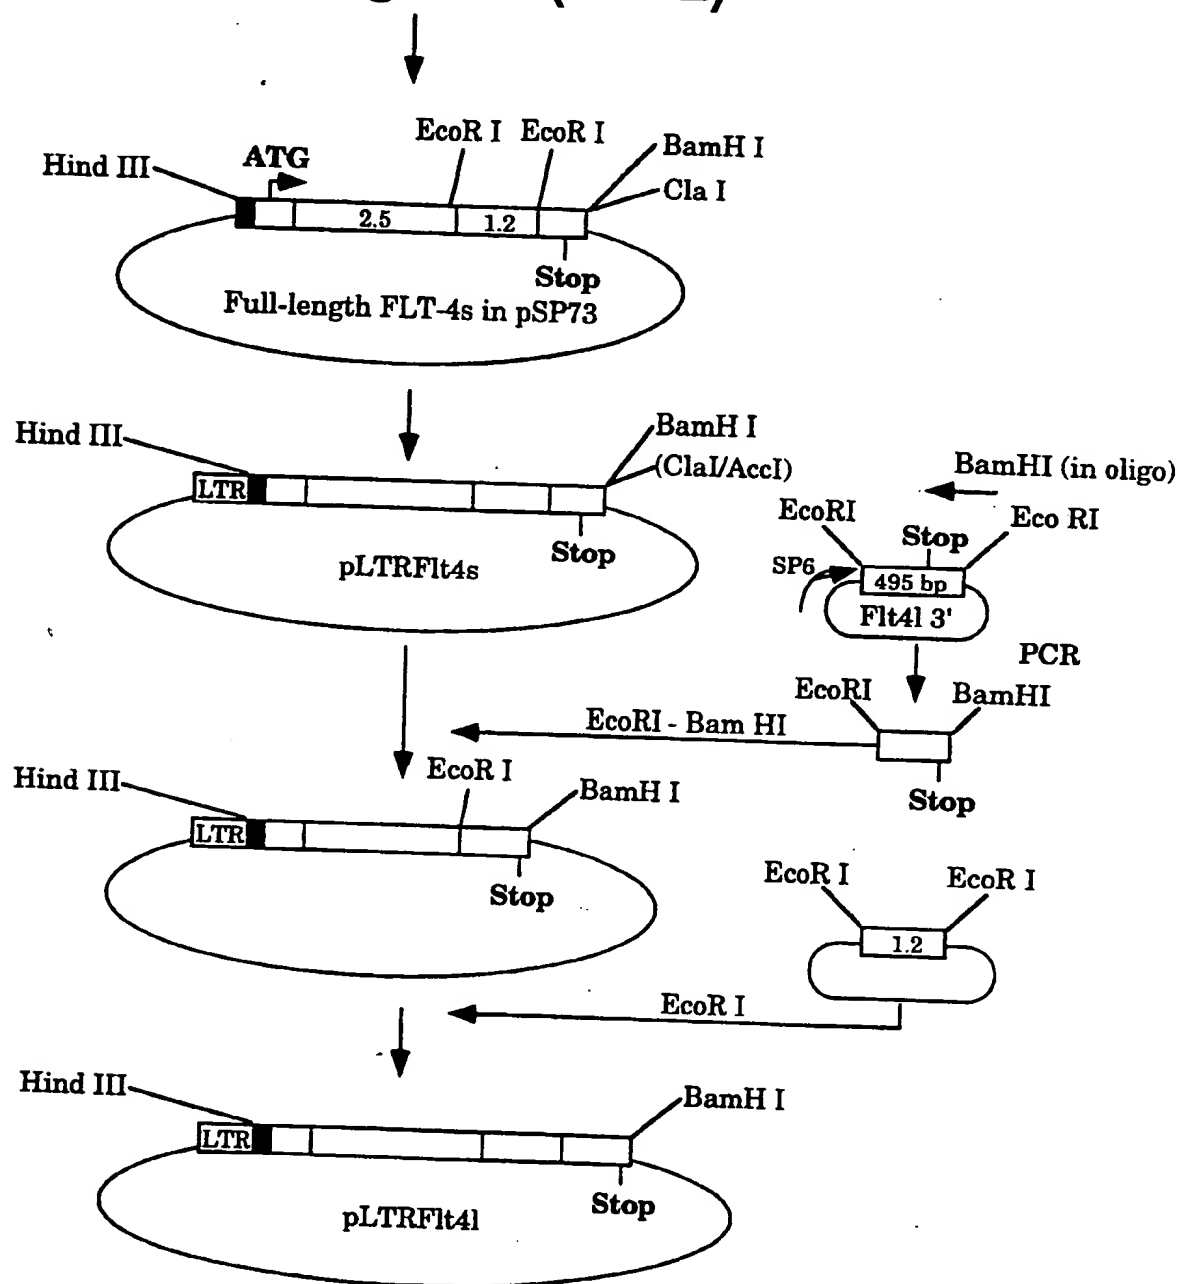 EcoR I EcoR I
BamH I
ATG
Hind III
Cla I
2.5
1.2
Stop
Full-length FLT-4s in pSP73
BamH I
Hind III
(ClaI/AccI)
BamHI (in oligo)
LTR
EcoRI
Eco RI
Stop
Stop
SP6
pLTRFlt4s
495 bp
Flt4l 3'
PCR
EcoRI
BamHI
EcoRI - Bam HI
EcoR I
Hind III
BamH I
Stop
LTR
Stop
EcoR I
EcoR I
1.2
EcoR I
Hind III
BamH I
LTR
Stop
pLTRFlt4l